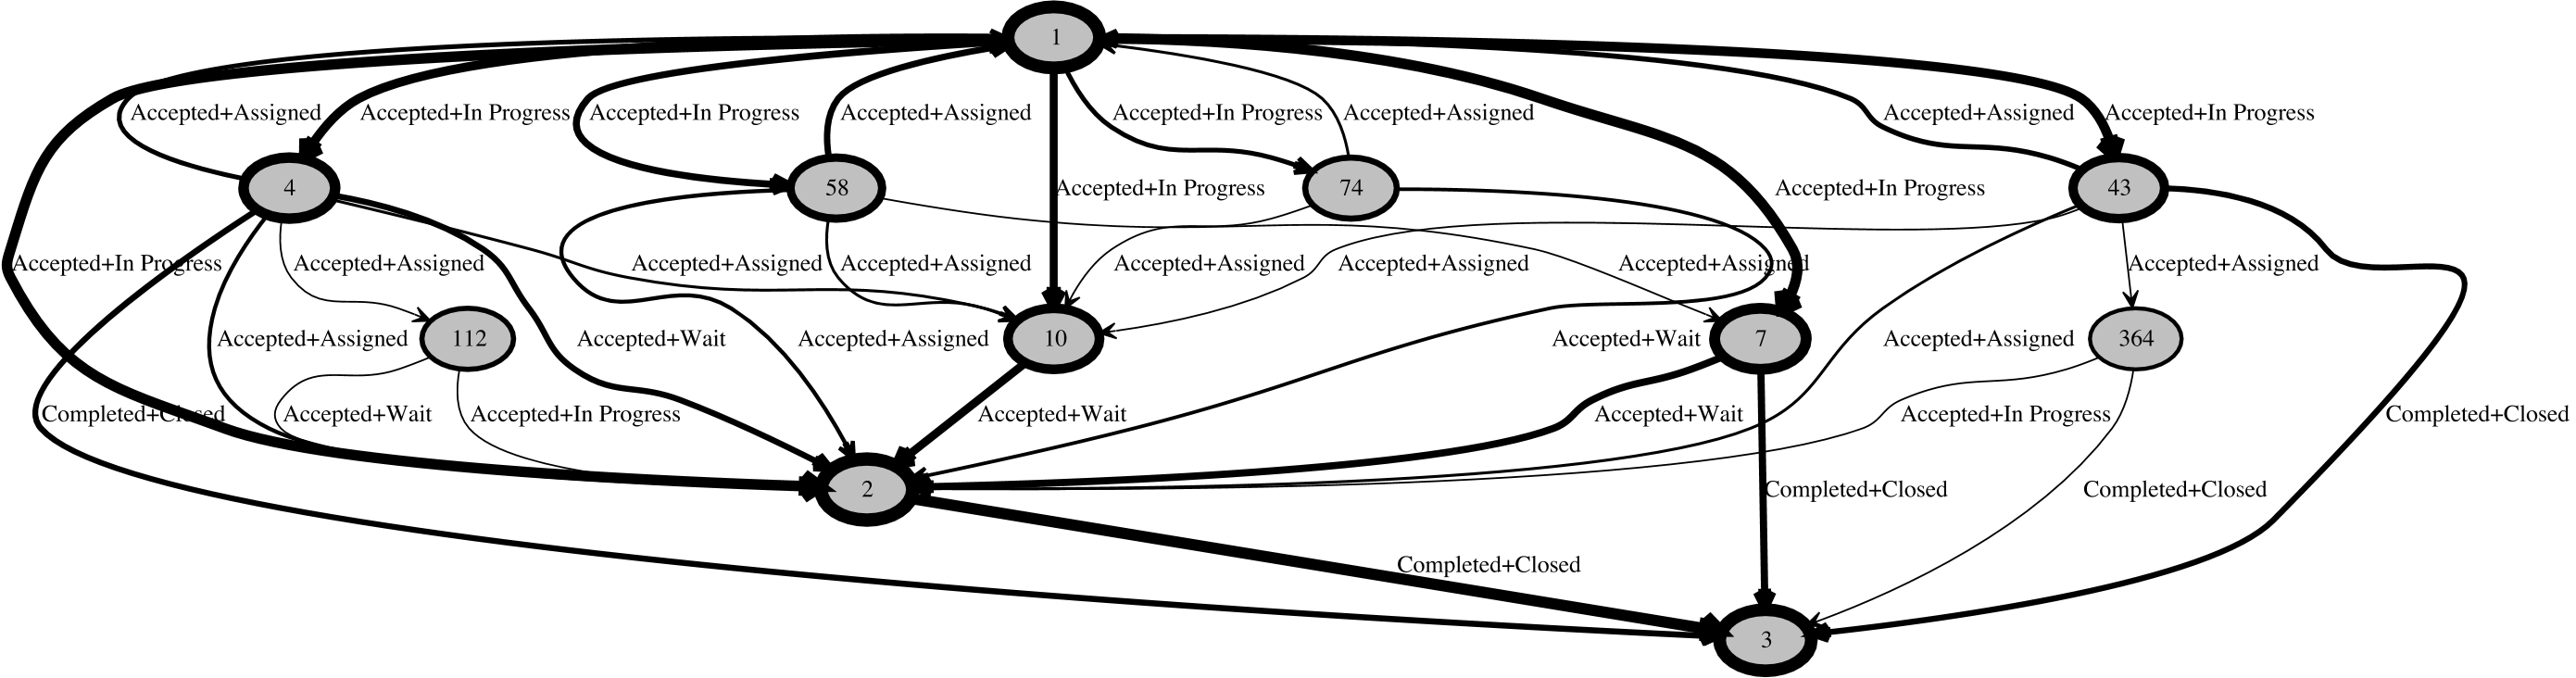 1
Accepted+Assigned
Accepted+In Progress
Accepted+In Progress
Accepted+Assigned
Accepted+In Progress
Accepted+Assigned
Accepted+Assigned
Accepted+In Progress
4
58
Accepted+In Progress
74
Accepted+In Progress
43
Accepted+In Progress
Accepted+Assigned
Accepted+Assigned
Accepted+Assigned
Accepted+Assigned
Accepted+Assigned
Accepted+Assigned
Accepted+Assigned
Accepted+Assigned
112
Accepted+Wait
Accepted+Assigned
10
Accepted+Wait
7
Accepted+Assigned
364
Completed+Closed
Accepted+Wait
Accepted+In Progress
Accepted+Wait
Accepted+Wait
Accepted+In Progress
Completed+Closed
2
Completed+Closed
Completed+Closed
Completed+Closed
3